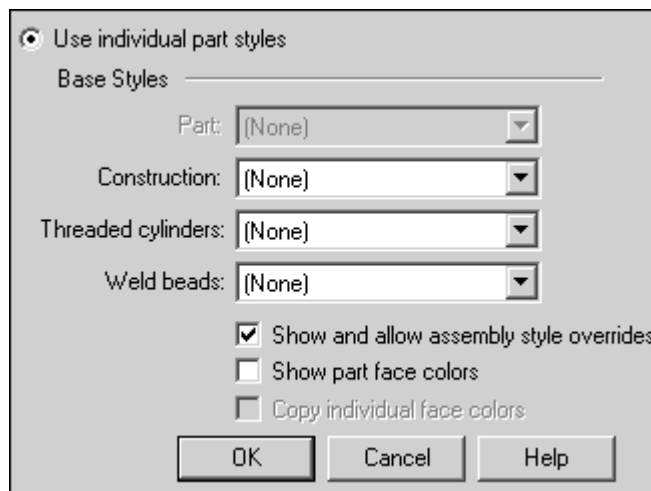 Use individual part styles
Base Styles
Part: (None)
Construction: (None)
Threaded cylinders: (None)
Weld beads: (None)
Show and allow assembly style overrides
Show part face colors
Copy individual face colors
OK Cancel Help